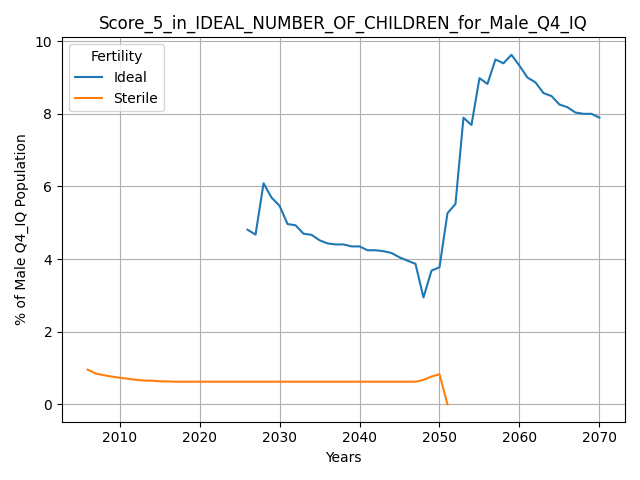 Score_5_in_IDEAL_NUMBER_OF_CHILDREN_for_Male_Q4_IQ
Fertility
Ideal
Sterile
% of Male Q4_IQ Population
10
8
6
4
2
0
2010 2020 2030 2040 2050 2060 2070
Years